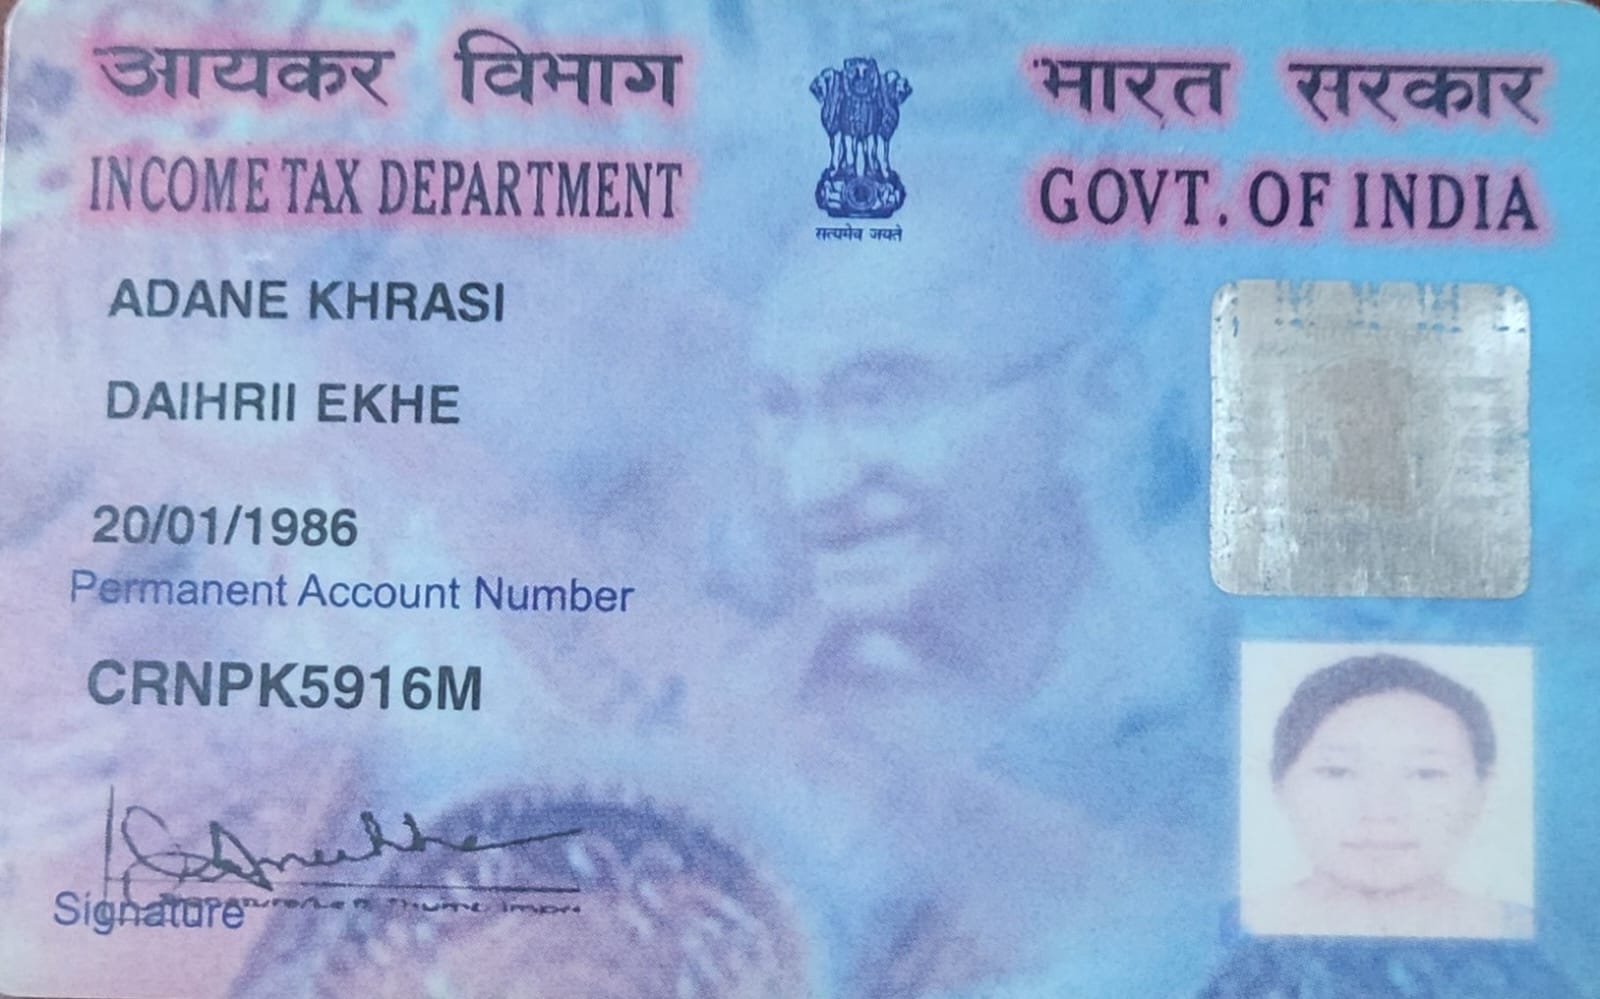 आयकर विभाग
INCOME TAX DEPARTMENT
सत्यमेव जयते
भारत सरकार
GOVT. OF INDIA
ADANE KHRASI
DAIHRII EKHE
20/01/1986
Permanent Account Number
CRNPK5916M
Signature